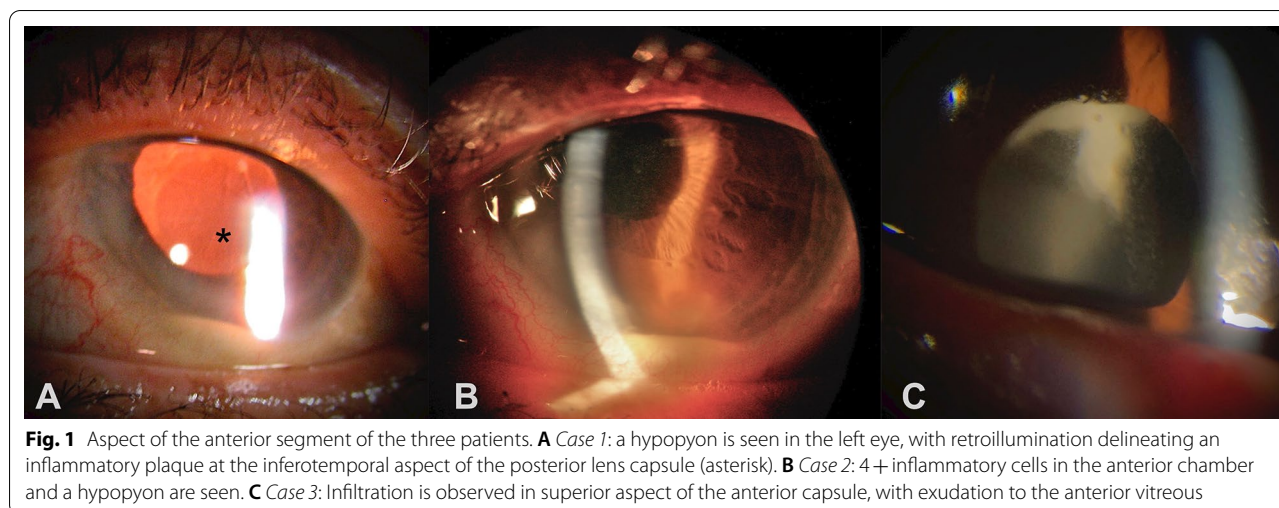 *
A
B
C
Fig. 1 Aspect of the anterior segment of the three patients. A Case 1: a hypopyon is seen in the left eye, with retroillumination delineating an
inflammatory plaque at the inferotemporal aspect of the posterior lens capsule (asterisk). B Case 2: 4+inflammatory cells in the anterior chamber
and a hypopyon are seen. C Case 3: Infiltration is observed in superior aspect of the anterior capsule, with exudation to the anterior vitreous